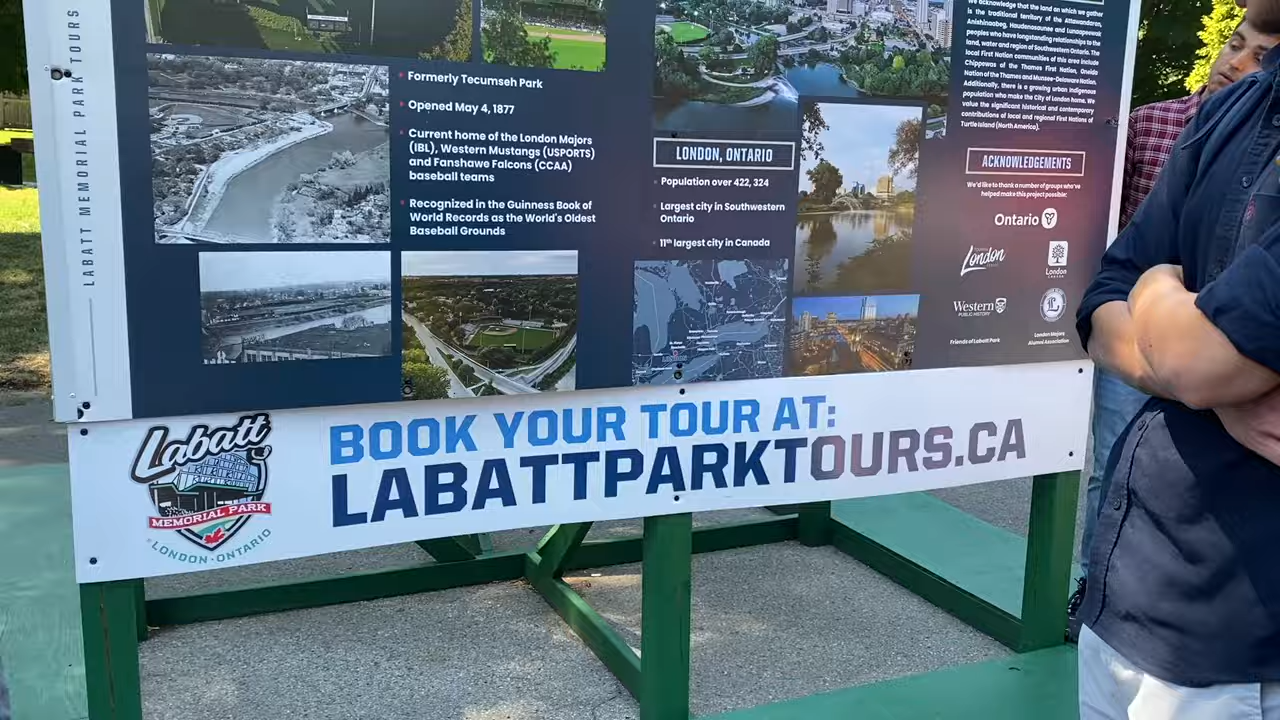 LABATT MEMORIAL PARK TOURS
• Formerly Tecumseh Park
• Opened May 4, 1877
• Current home of the London Majors
(IBL), Western Mustangs (USPORTS)
and Fanshawe Falcons (CCAA)
baseball teams
• Recognized in the Guinness Book of
World Records as the World's Oldest
Baseball Grounds
LONDON, ONTARIO
• Population over 422, 324
• Largest city in Southwestern
Ontario
• 11th largest city in Canada
We acknowledge the land on which we gather
is the traditional territory of the Attawandaron,
Anishinaabeg, Haudenosaunee and Lunaapeewak
peoples who have longstanding relationships to the
land, water and region of Southwestern Ontario. The
local First Nation communities of this area include
Chippewas of the Thames First Nation, Oneida
Nation of the Thames and Munsee-Delaware Nation.
Additionally, there is a growing urban Indigenous
population who make the City of London home. We
value the significant historical and contemporary
contributions of local and regional First Nations of
Turtle Island (North America).
ACKNOWLEDGEMENTS
We'd like to thank a number of groups who've
helped make this project possible:
Ontario
London
London
CANADA
Western
PUBLIC HISTORY
L
Friends of Labatt Park
London Majors
Alumni Association
Labatt
MEMORIAL PARK
LONDON • ONTARIO
BOOK YOUR TOUR AT:
LABATTPARKTOURS.CA